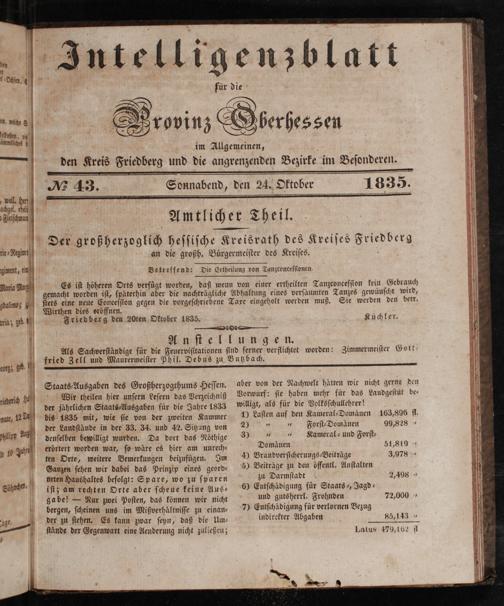 Intelligenzblatt
für die
Provinz Oberhessen
im Allgemeinen,
den Kreis Friedberg und die angrenzenden Bezirke im Besonderen.
№ 43. Sonnabend, den 24. Oktober 1835.
Amtlicher Theil.
Der großherzoglich hessische Kreisrath des Kreises Friedberg
an die großh. Bürgermeister des Kreises.
Betreffend: Die Ertheilung von Tanzconcessionen
Es ist höheren Orts verfügt worden, daß wenn von einer ertheilten Tanzconcession kein Gebrauch
gemacht worden ist, späterhin aber die nachträgliche Abhaltung eines versäumten Tanzes gewünscht wird,
stets eine neue Concession gegen die vorgeschriebene Taxe eingeholt werden muß. Sie werden den betr.
Wirthen dies eröffnen.
Friedberg den 20ten Oktober 1835. Küchler.
Anstellungen.
Als Sachverständige für die Feuervisitationen sind ferner verpflichtet worden: Zimmermeister Gott-
fried Zell und Maurermeister Phil. Debus zu Butzbach.
Staats-Ausgaben des Großherzogthums Hessen.
Wir theilen hier unsern Lesern das Verzeichniß
der jährlichen Staats-Ausgaben für die Jahre 1833
bis 1835 mit, wie sie von der zweiten Kammer
der Landstände in der 33. 34. und 42. Sitzung von
denselben bewilligt wurden. Da dort das Nöthige
erörtert worden war, so wäre es hier am unrech-
ten Orte, weitere Bemerkungen beizufügen. Im
Ganzen sehen wir dabei das Prinzip eines geord-
neten Haushaltes befolgt: Spare, wo zu sparen
ist; am rechten Orte aber scheue keine Aus-
gabe! — Nur zwei Posten, das können wir nicht
bergen, scheinen uns im Mißverhältnisse zu einan-
der zu stehen. Es kann zwar seyn, daß die Um-
stände der Gegenwart eine Aenderung nicht zuließen;
aber von der Nachwelt hätten wir nicht gerne den
Vorwurf: sie haben mehr für das Landgestüt be-
willigt, als für die Volksschullehrer!
1) Lasten auf den Kameral-Domänen 163,896 fl.
2) „ „ „ Forst-Domänen 99,828 „
3) „ „ „ Kameral- und Forst-
Domänen 51,819 „
4) Brandversicherungs-Beiträge 3,978 „
5) Beiträge zu den öffentl. Anstalten
zu Darmstadt 2,498 „
6) Entschädigung für Staats-, Jagd-
und gutsherrl. Frohnden 72,000 „
7) Entschädigung für verlornen Bezug
indirekter Abgaben 85,143 „
Latus 479,162 fl